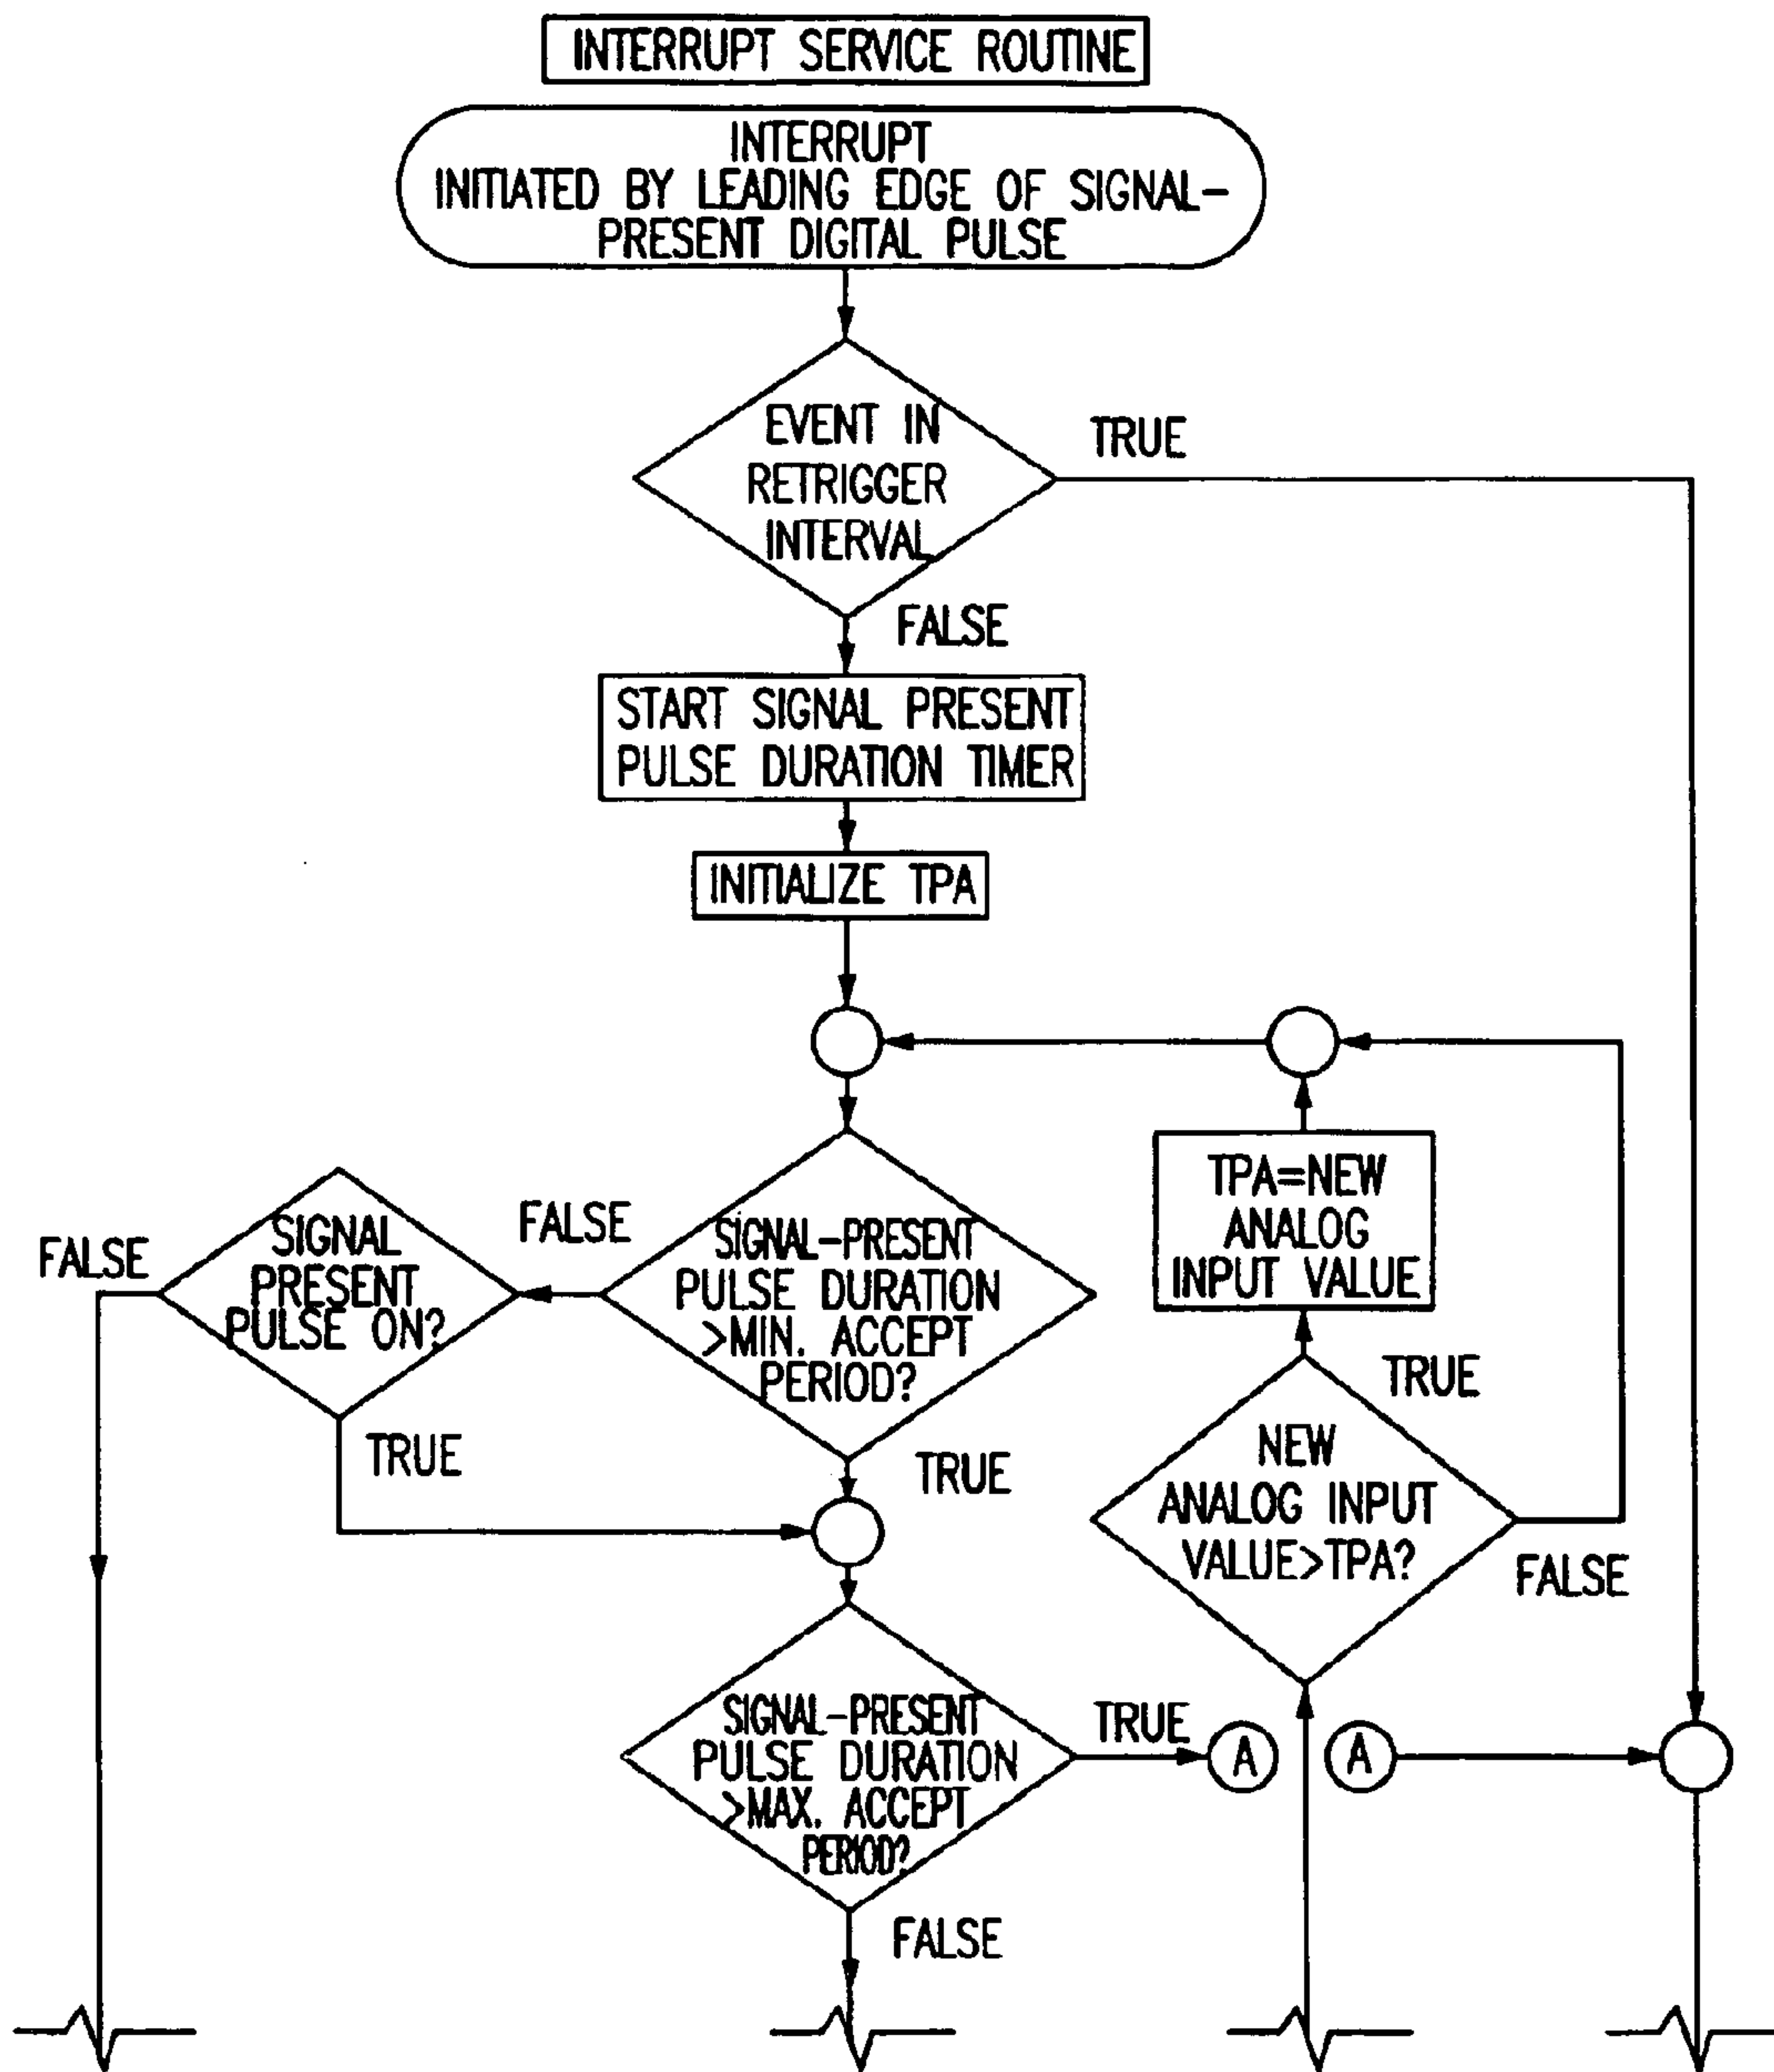 INTERRUPT SERVICE ROUTINE
INTERRUPT
INITIATED BY LEADING EDGE OF SIGNAL-
PRESENT DIGITAL PULSE
EVENT IN
RETRIGGER
INTERVAL
TRUE
FALSE
START SIGNAL PRESENT
PULSE DURATION TIMER
INITIALIZE TPA
TPA=NEW
ANALOG
INPUT VALUE
FALSE
SIGNAL
PRESENT
PULSE ON?
FALSE
SIGNAL-PRESENT
PULSE DURATION
>MIN. ACCEPT
PERIOD?
TRUE
TRUE
TRUE
NEW
ANALOG INPUT
VALUE>TPA?
FALSE
SIGNAL-PRESENT
PULSE DURATION
>MAX. ACCEPT
PERIOD?
TRUE
A
A
FALSE